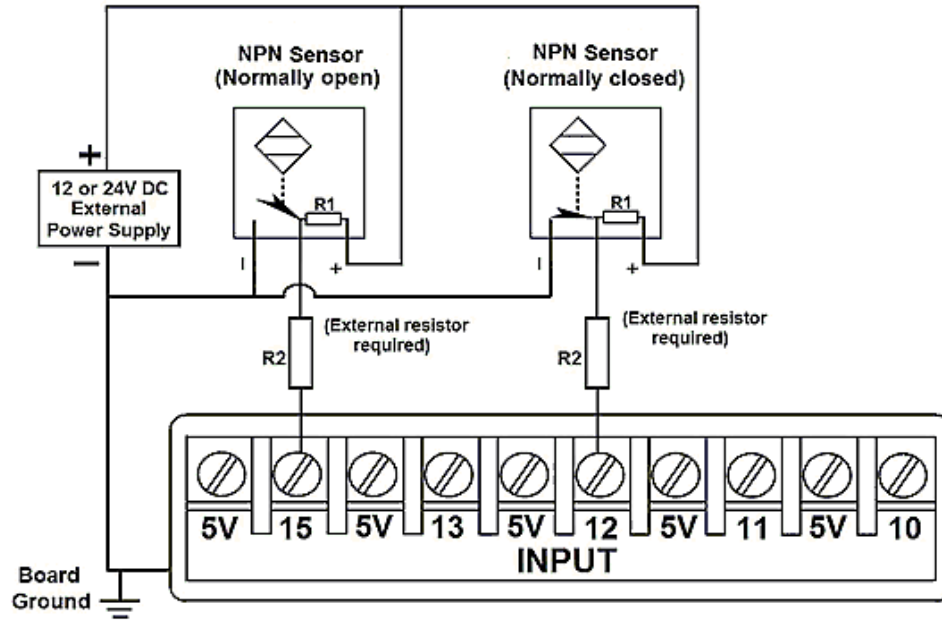 NPN Sensor
(Normally open)
NPN Sensor
(Normally closed)
+
12 or 24V DC
External
Power Supply
–
R1
I
+
R1
I
+
(External resistor
required)
R2
(External resistor
required)
R2
5V 15 5V 13 5V 12 5V 11 5V 10
INPUT
Board
Ground